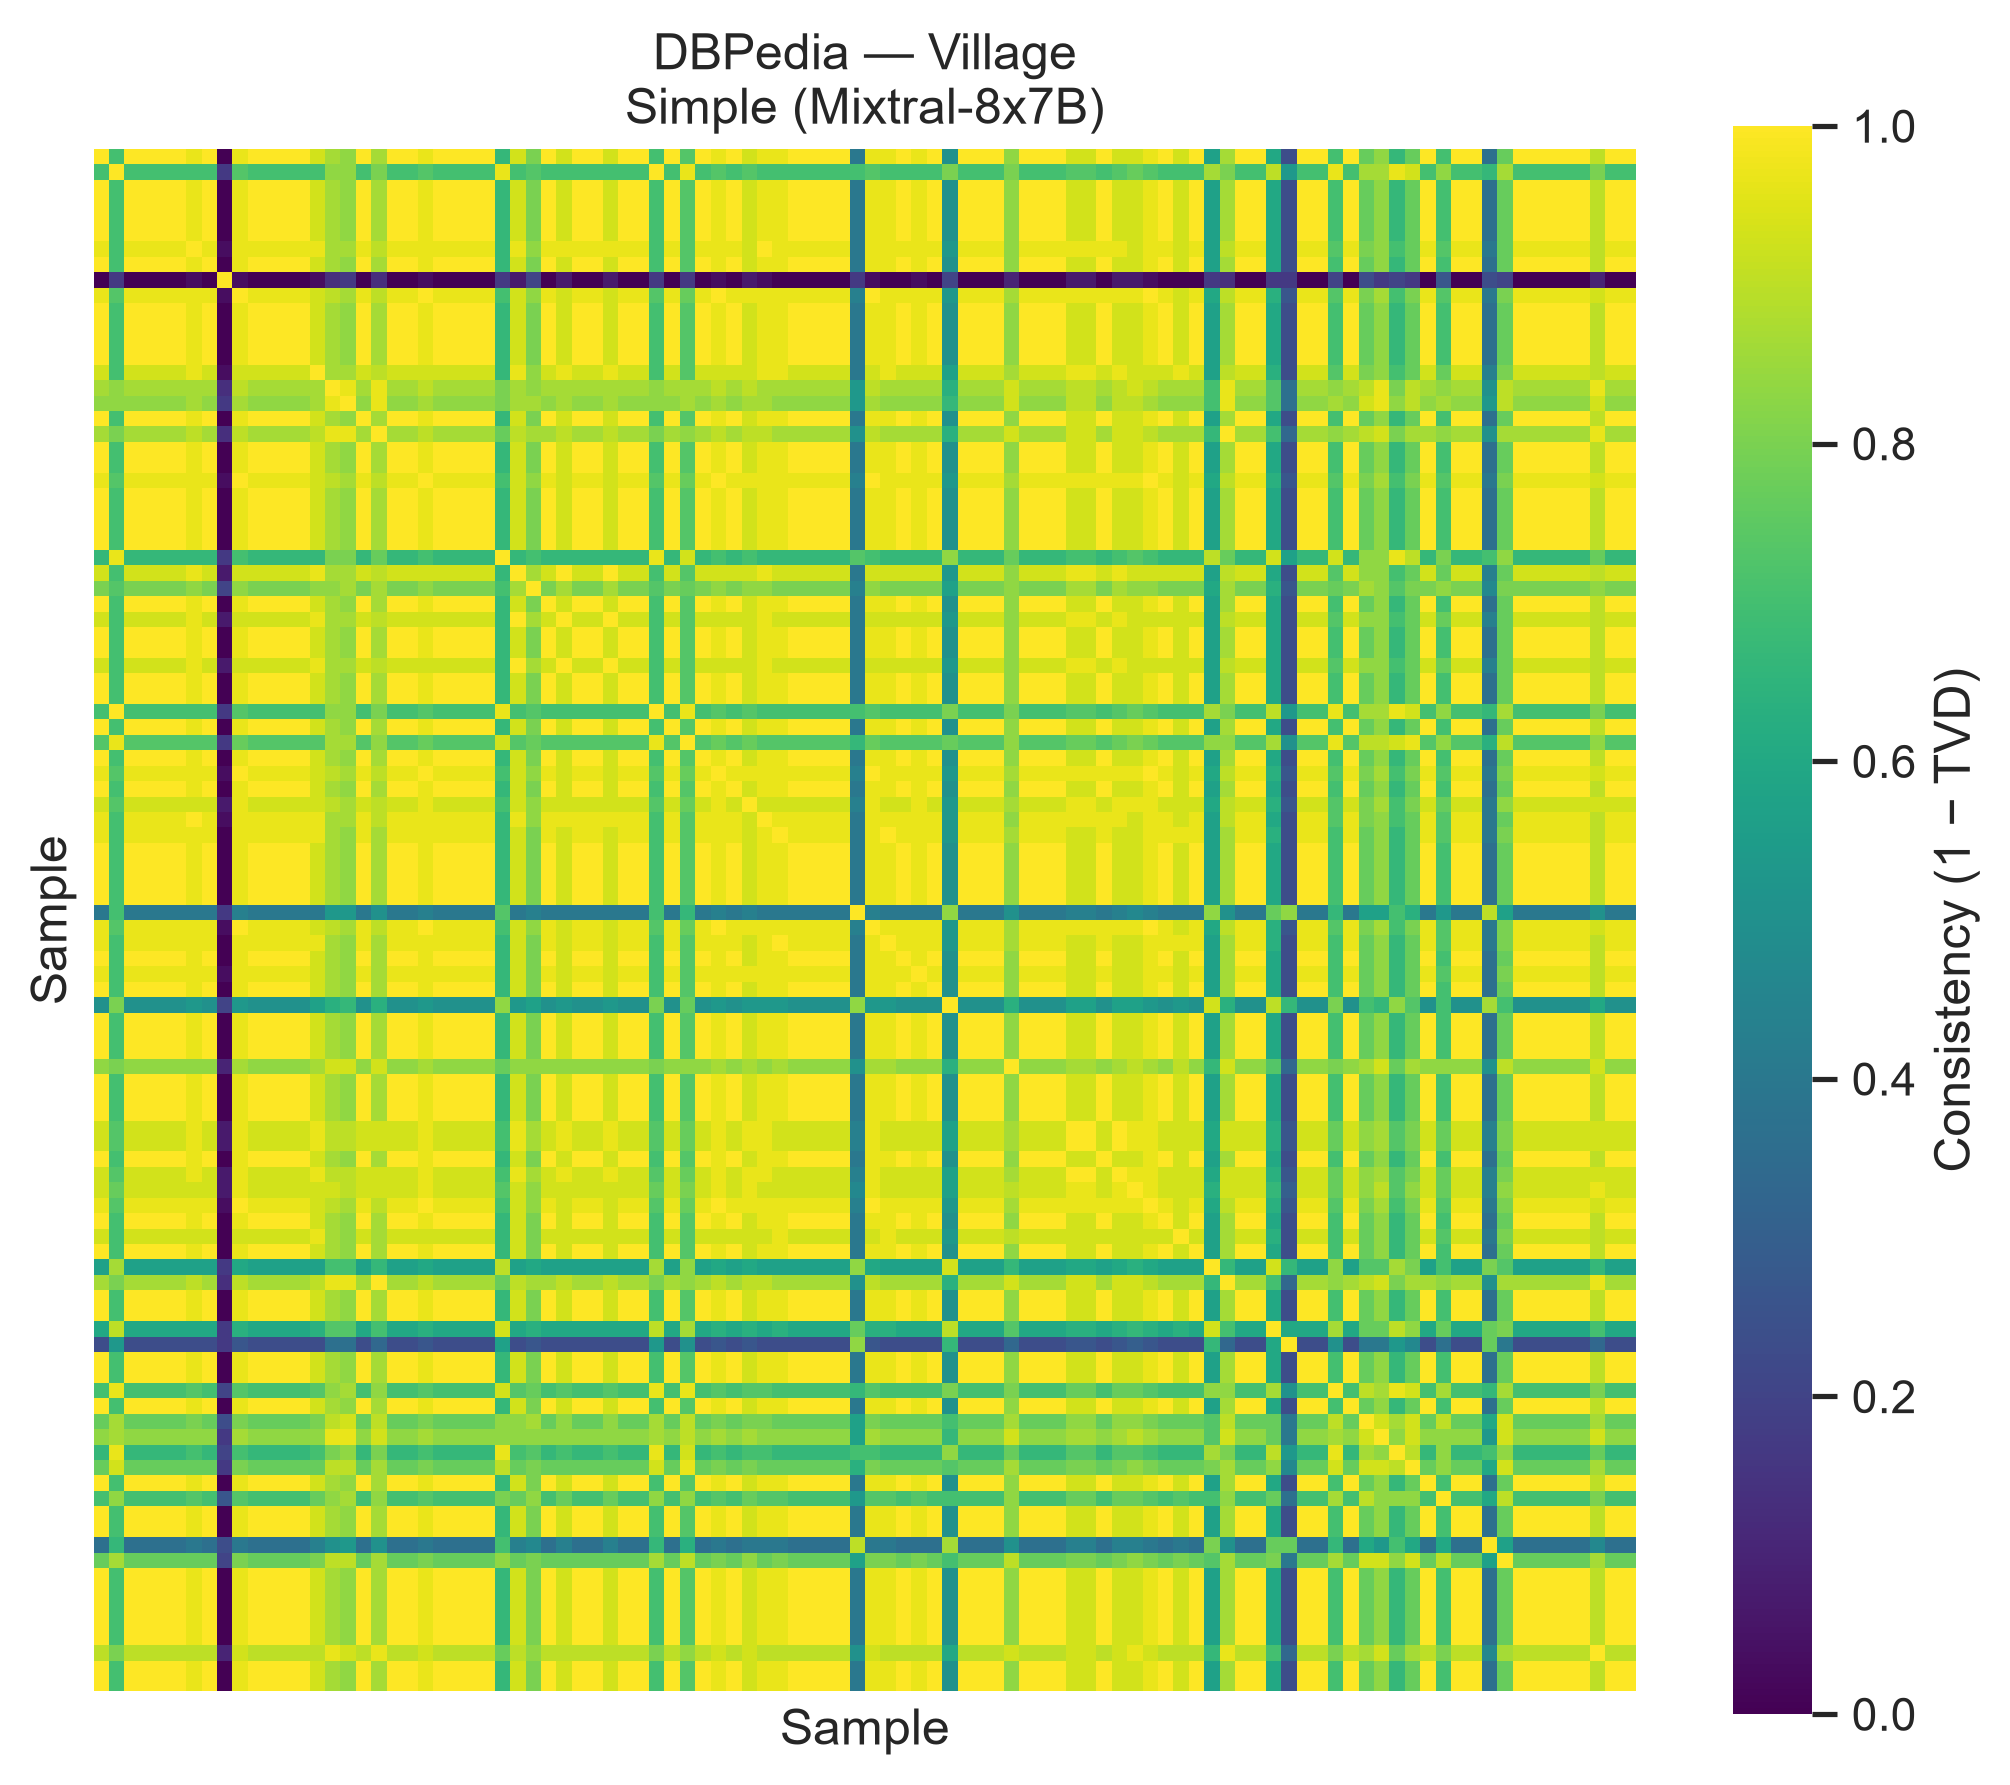 DBPedia — Village
Simple (Mixtral-8x7B)
Sample
Sample
1.0
0.8
0.6
0.4
0.2
0.0
Consistency (1 − TVD)